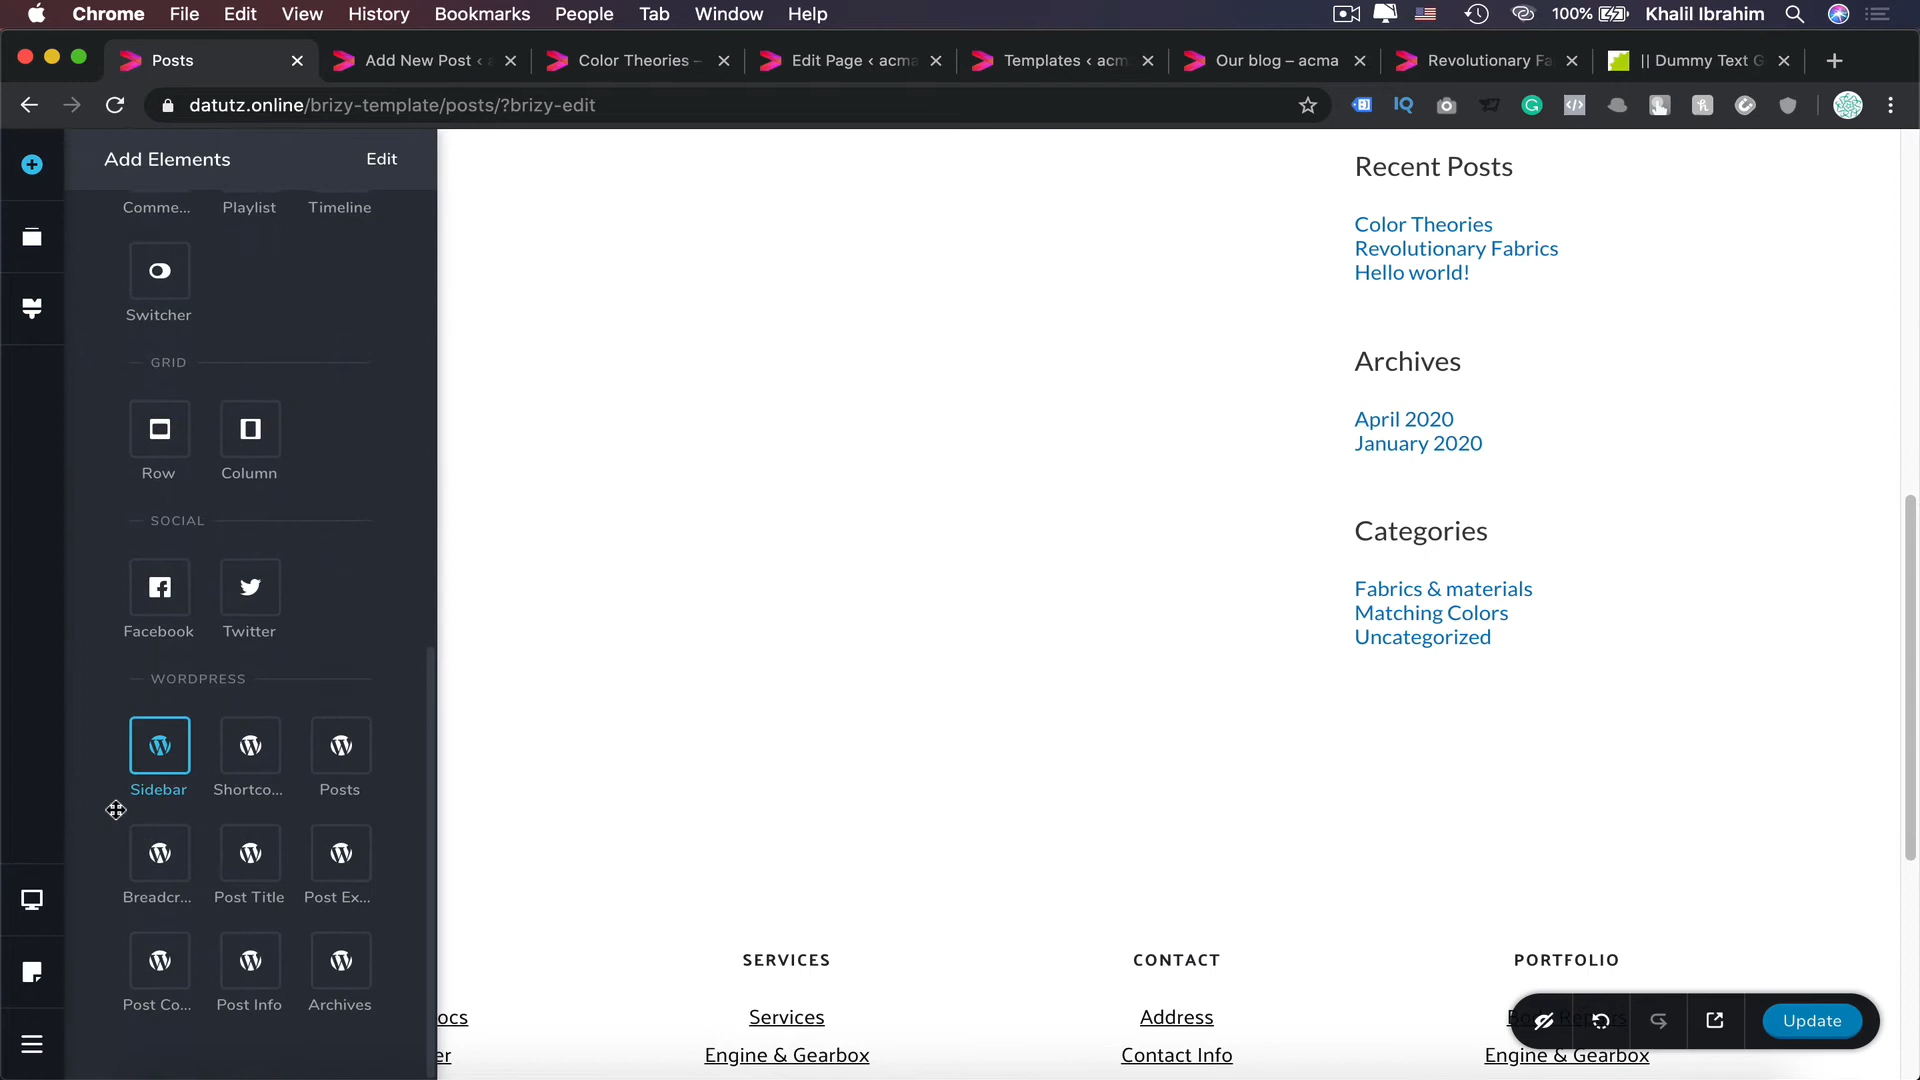 Chrome File Edit View History Bookmarks People Tab Window Help 100% Khalil Ibrahim
Posts Add New Post ‹ a Color Theories – Edit Page ‹ acma Templates ‹ acm Our blog – acma Revolutionary Fa || Dummy Text G
datutz.online/brizy-template/posts/?brizy-edit
Add Elements Edit
Comme... Playlist Timeline
Switcher
GRID
Row Column
SOCIAL
Facebook Twitter
WORDPRESS
Sidebar Shortco... Posts
Breadcr... Post Title Post Ex...
Post Co... Post Info Archives
Recent Posts
Color Theories
Revolutionary Fabrics
Hello world!
Archives
April 2020
January 2020
Categories
Fabrics & materials
Matching Colors
Uncategorized
SERVICES CONTACT PORTFOLIO
ocs Services Address
er Engine & Gearbox Contact Info Engine & Gearbox
Update